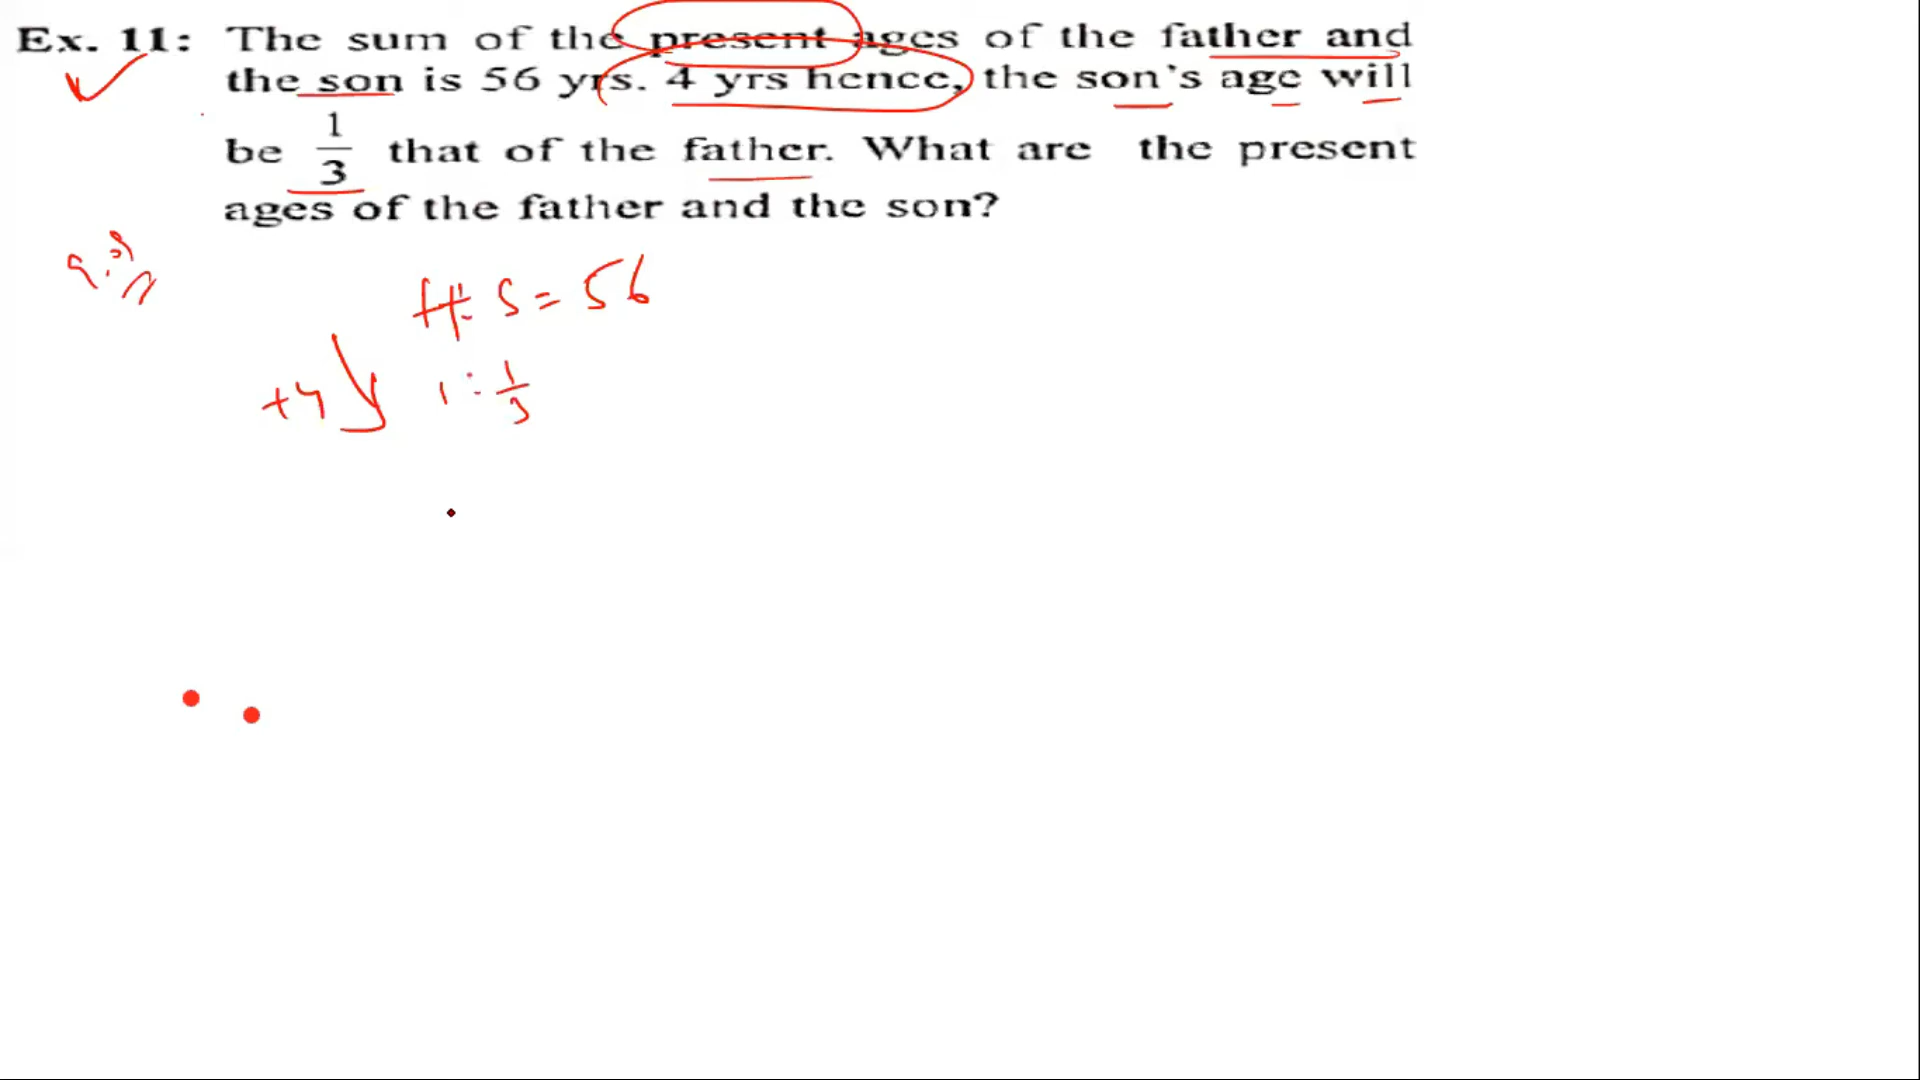 Ex. 11: The sum of the present ages of the father and
the son is 56 yrs. 4 yrs hence, the son's age will
be 1/3 that of the father. What are the present
ages of the father and the son?
S = 56
+4 1 : 1/3